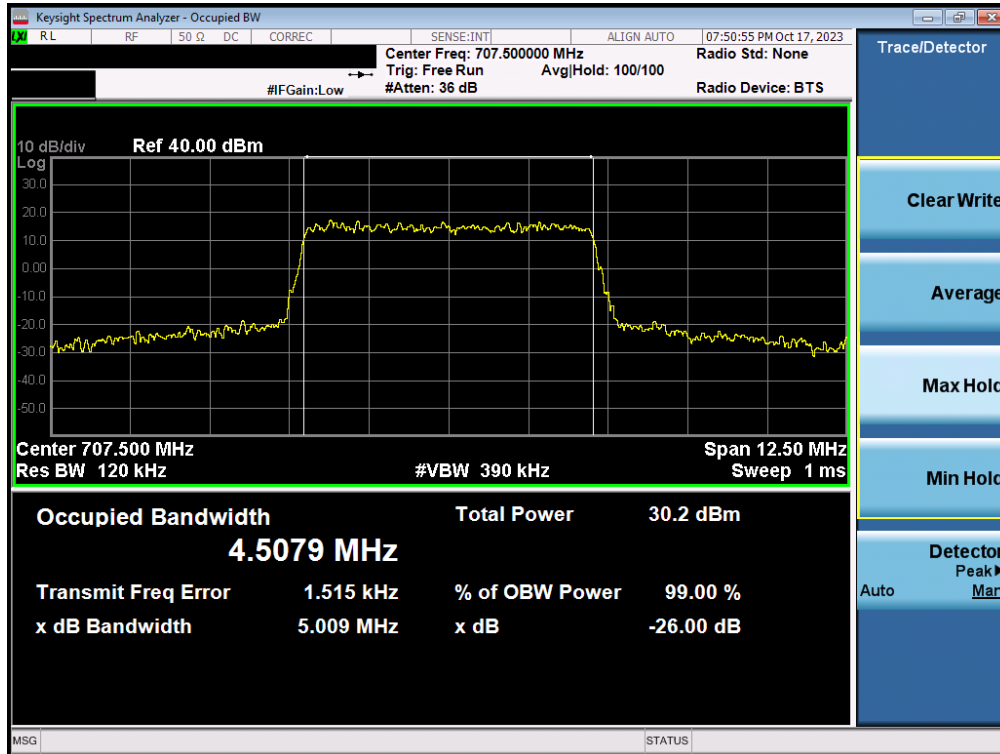 Keysight Spectrum Analyzer - Occupied BW
LXI RL RF 50 Ω DC CORREC SENSE:INT ALIGN AUTO 07:50:55 PM Oct 17, 2023
Center Freq: 707.500000 MHz Radio Std: None
Trig: Free Run Avg|Hold: 100/100
#IFGain:Low #Atten: 36 dB Radio Device: BTS
10 dB/div Ref 40.00 dBm
Log
30.0
20.0
10.0
0.00
-10.0
-20.0
-30.0
-40.0
-50.0
Center 707.500 MHz Span 12.50 MHz
Res BW 120 kHz #VBW 390 kHz Sweep 1 ms
Occupied Bandwidth Total Power 30.2 dBm
4.5079 MHz
Transmit Freq Error 1.515 kHz % of OBW Power 99.00 %
x dB Bandwidth 5.009 MHz x dB -26.00 dB
MSG STATUS
Trace/Detector
Clear Write
Average
Max Hold
Min Hold
Detector
Peak
Auto Man